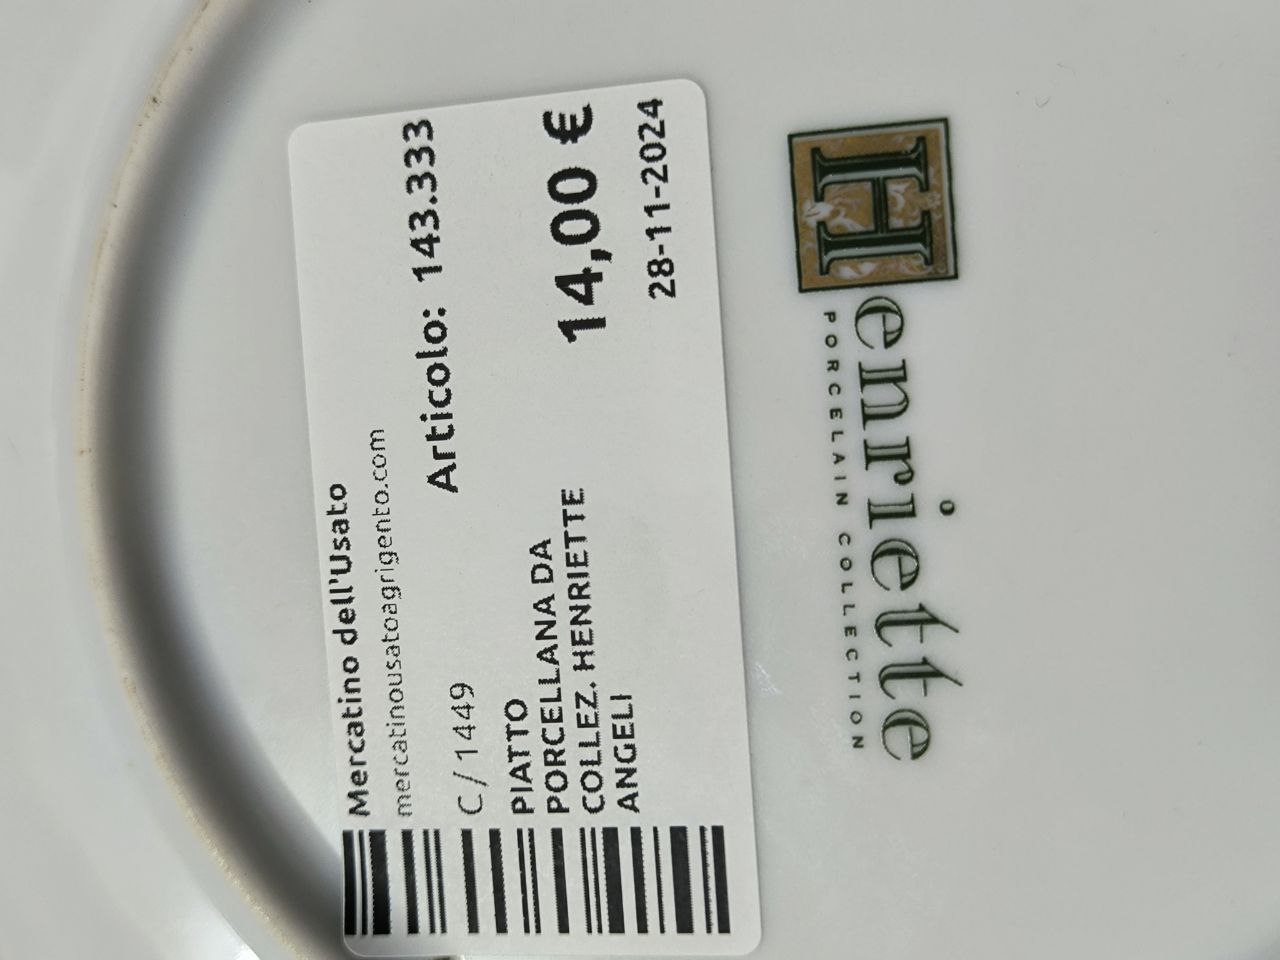 Mercatino dell'Usato
mercatinousatoagrigento.com
Articolo: 143.333
C / 1449
PIATTO
PORCELLANA DA
COLLEZ. HENRIETTE
ANGELI
14,00 €
28-11-2024
Henriette
PORCELAIN COLLECTION